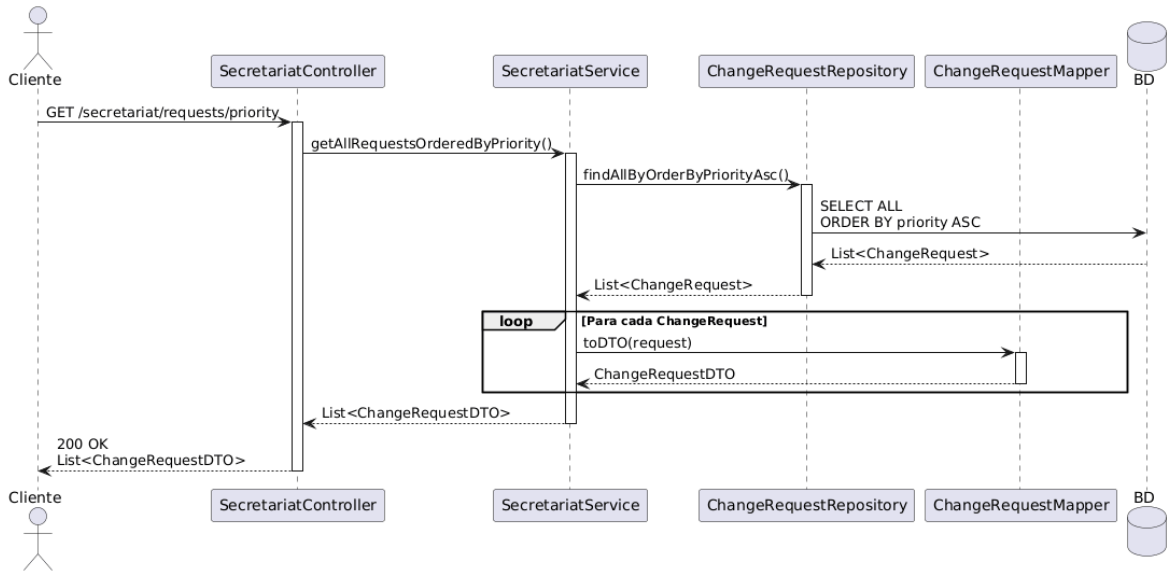 Cliente
SecretariatController
SecretariatService
ChangeRequestRepository
ChangeRequestMapper
BD
GET /secretariat/requests/priority
getAllRequestsOrderedByPriority()
findAllByOrderByPriorityAsc()
SELECT ALL
ORDER BY priority ASC
List<ChangeRequest>
List<ChangeRequest>
loop
[Para cada ChangeRequest]
toDTO(request)
ChangeRequestDTO
List<ChangeRequestDTO>
200 OK
List<ChangeRequestDTO>
Cliente
SecretariatController
SecretariatService
ChangeRequestRepository
ChangeRequestMapper
BD